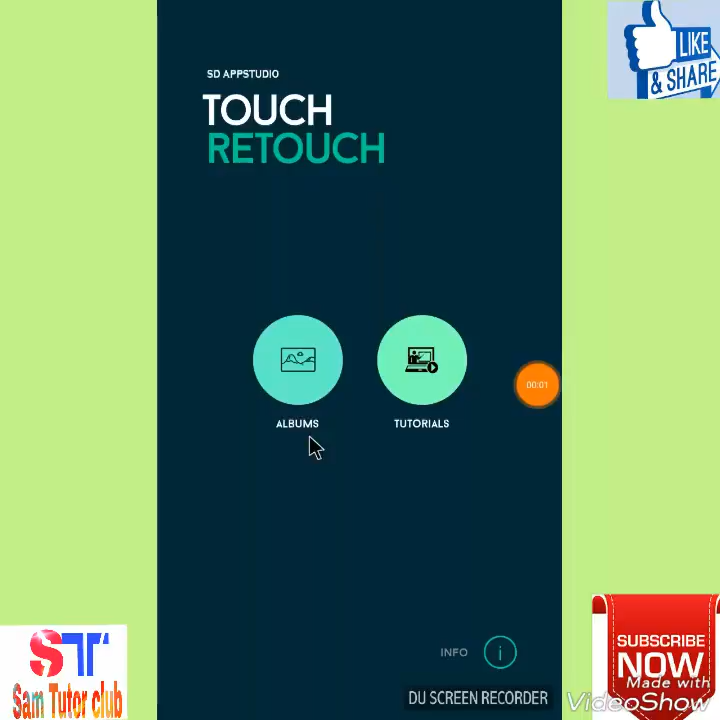 LIKE
& SHARE
SD APPSTUDIO
TOUCH
RETOUCH
00:01
ALBUMS
TUTORIALS
INFO
i
ST
Sam Tutor club
SUBSCRIBE
NOW
Made with
VideoShow
DU SCREEN RECORDER